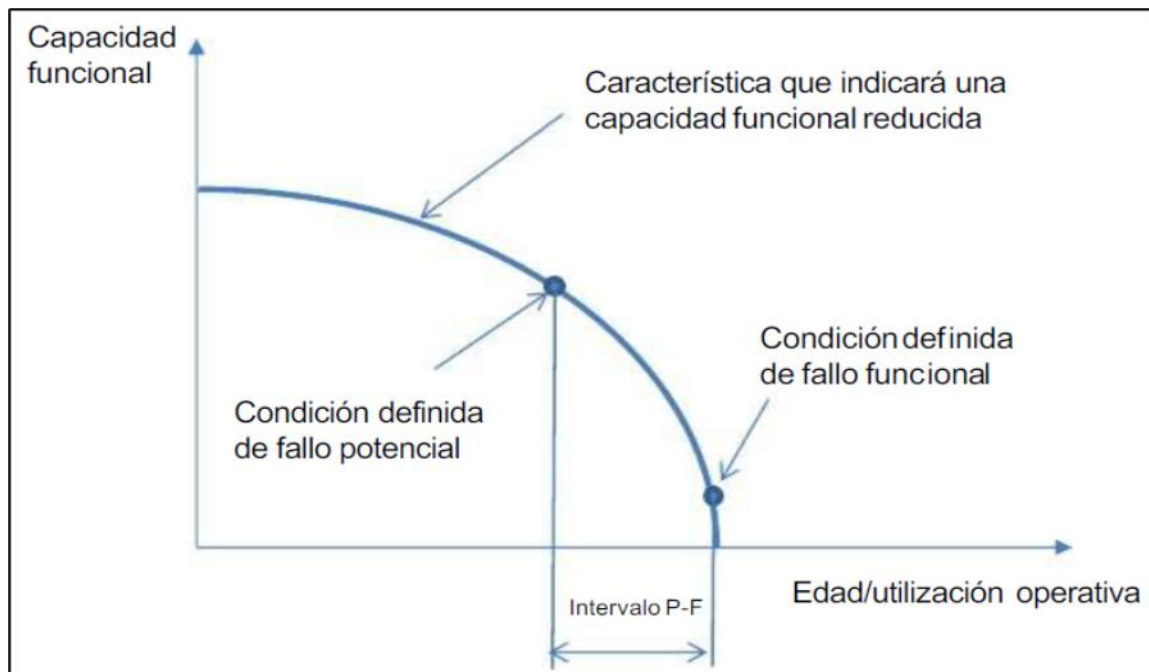 Capacidad
funcional
Característica que indicará una
capacidad funcional reducida
Condición definida
de fallo funcional
Condición definida
de fallo potencial
Edad/utilización operativa
Intervalo P-F